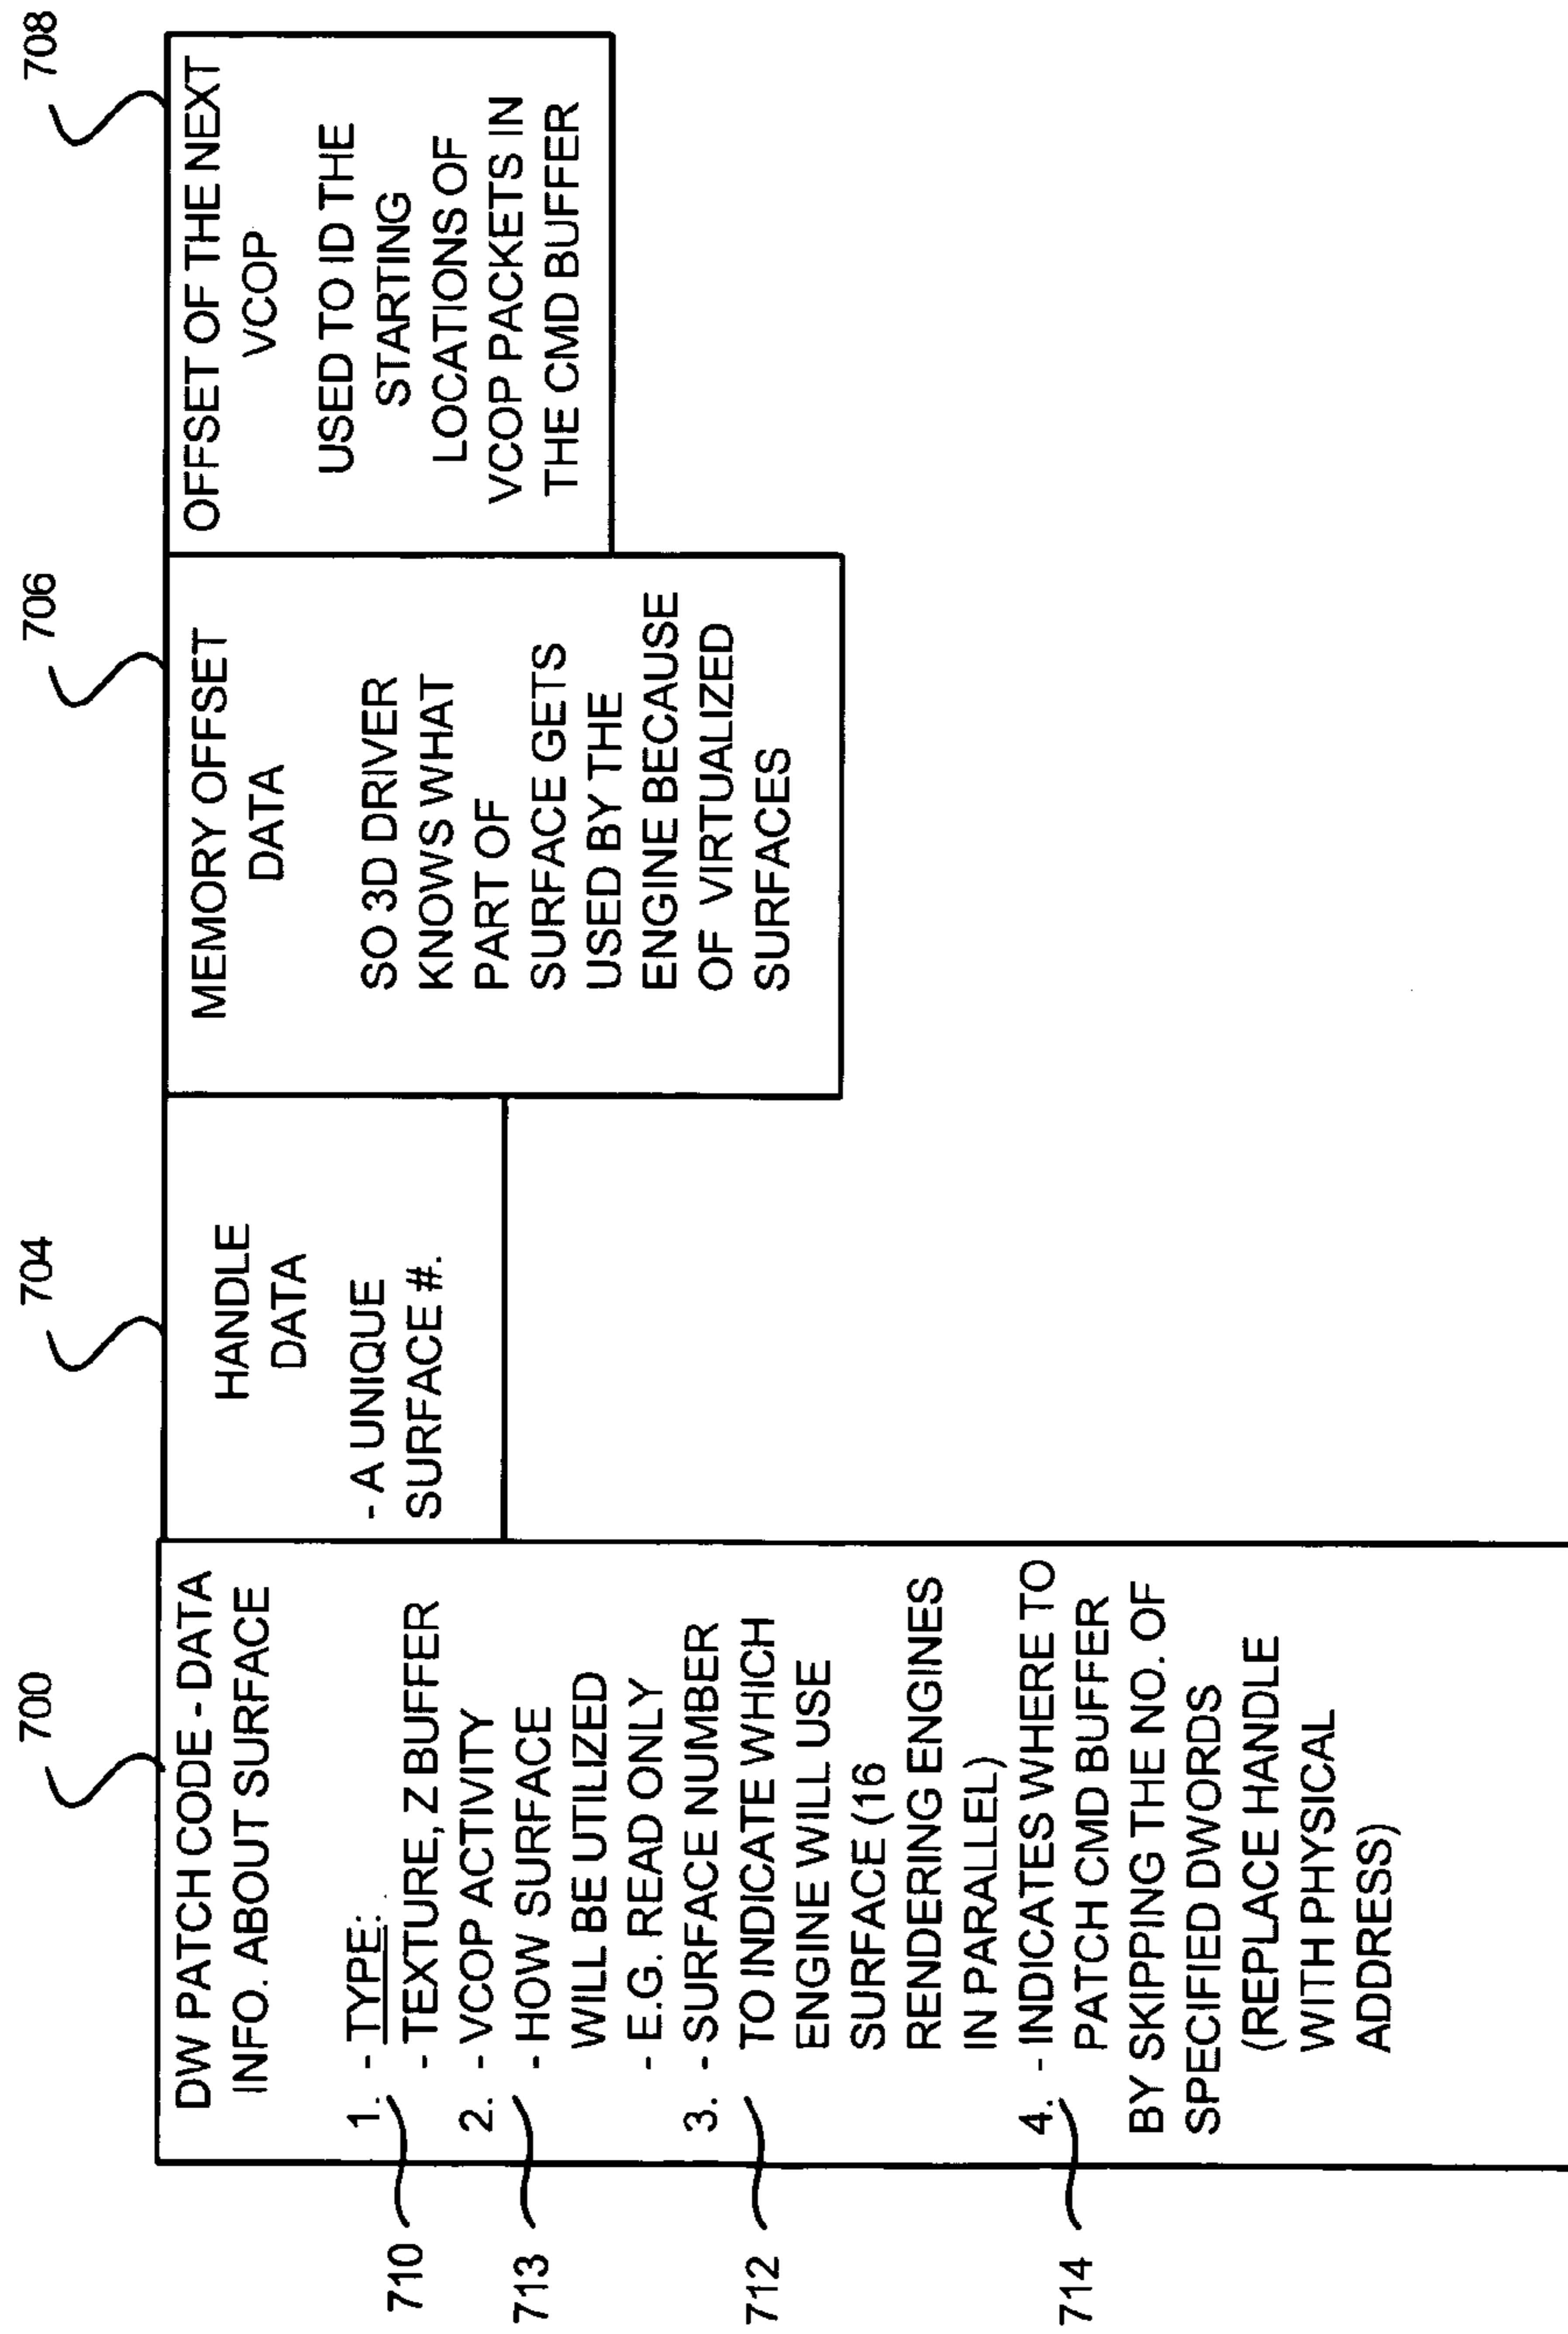 700
DW PATCH CODE - DATA
INFO. ABOUT SURFACE
1. - TYPE:
- TEXTURE, Z BUFFER
2. - VCOP ACTIVITY
- HOW SURFACE
WILL BE UTILIZED
- E.G. READ ONLY
3. - SURFACE NUMBER
TO INDICATE WHICH
ENGINE WILL USE
SURFACE (16
RENDERING ENGINES
IN PARALLEL)
4. - INDICATES WHERE TO
PATCH CMD BUFFER
BY SKIPPING THE NO. OF
SPECIFIED DWORDS
(REPLACE HANDLE
WITH PHYSICAL
ADDRESS)
710
713
712
714
704
HANDLE
DATA
- A UNIQUE
SURFACE #.
706
MEMORY OFFSET
DATA
SO 3D DRIVER
KNOWS WHAT
PART OF
SURFACE GETS
USED BY THE
ENGINE BECAUSE
OF VIRTUALIZED
SURFACES
708
OFFSET OF THE NEXT
VCOP
USED TO ID THE
STARTING
LOCATIONS OF
VCOP PACKETS IN
THE CMD BUFFER